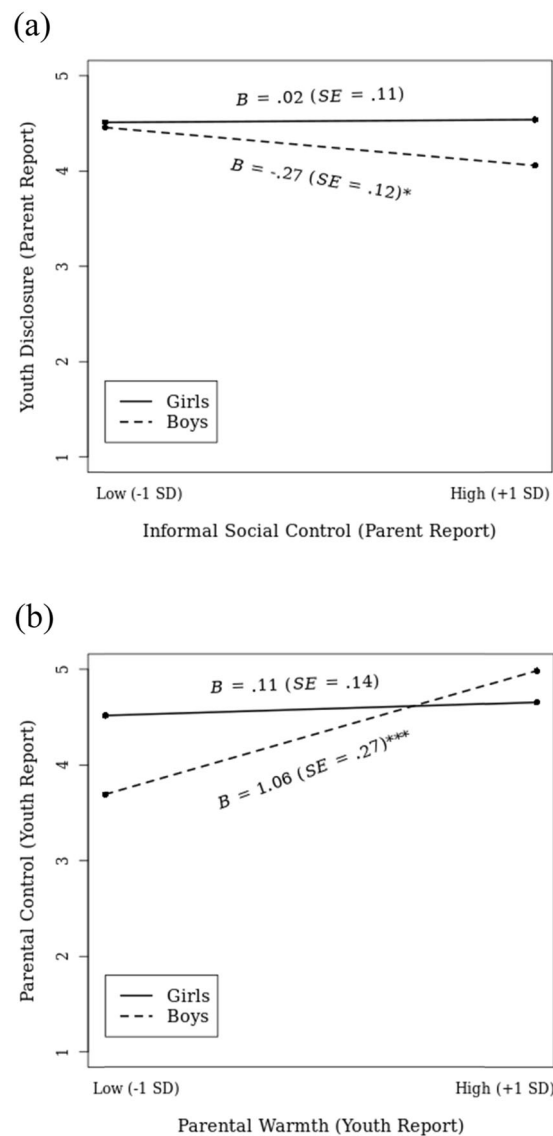 (a)
Youth Disclosure (Parent Report)
5
4
3
2
1
B = .02 (SE = .11)
B = -.27 (SE = .12)*
Girls
Boys
Low (-1 SD)
High (+1 SD)
Informal Social Control (Parent Report)
(b)
Parental Control (Youth Report)
5
4
3
2
1
B = .11 (SE = .14)
B = 1.06 (SE = .27)***
Girls
Boys
Low (-1 SD)
High (+1 SD)
Parental Warmth (Youth Report)